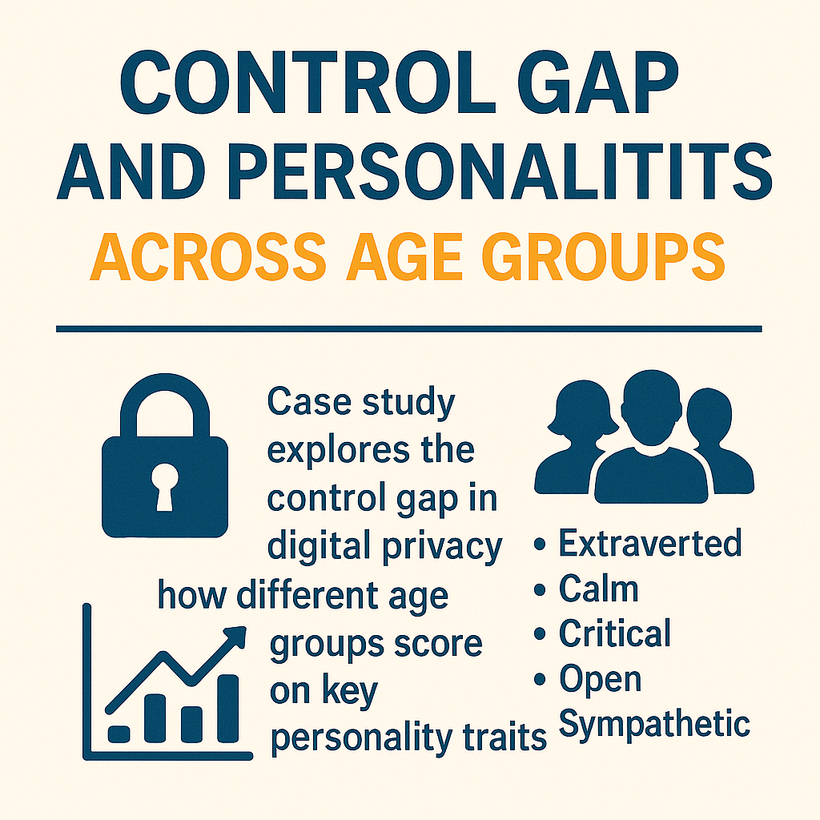 CONTROL GAP
AND PERSONALITITS
ACROSS AGE GROUPS
Case study
explores the
control gap in
digital privacy
how different age
groups score
on key
personality traits
• Extraverted
• Calm
• Critical
• Open
Sympathetic